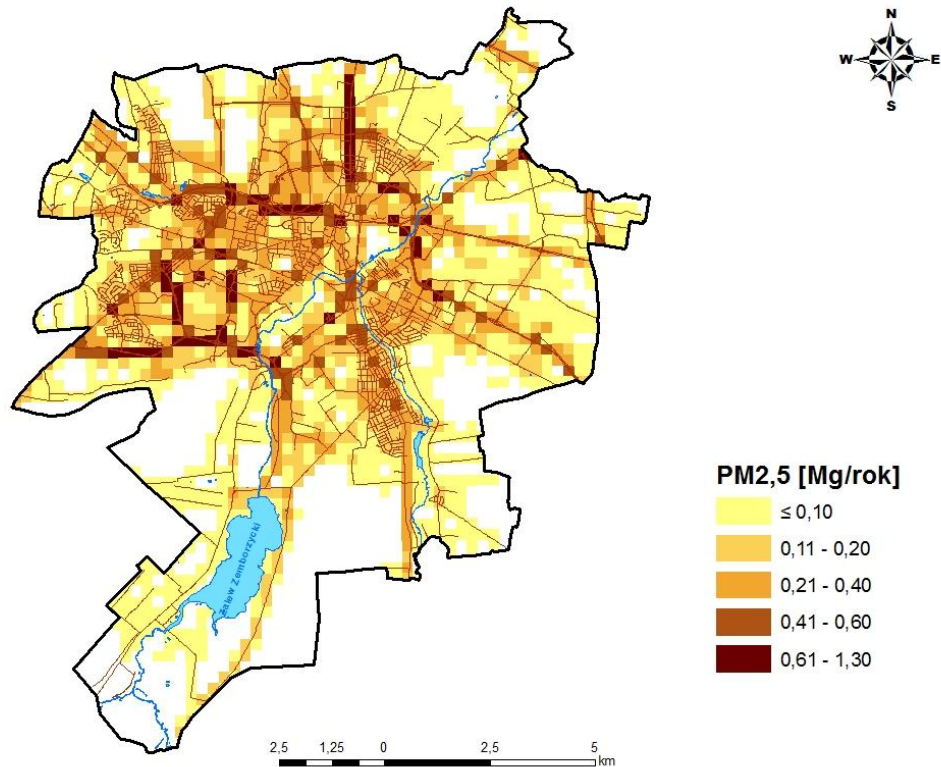 N
W E
S
Zalew Zemborzycki
PM2,5 [Mg/rok]
≤ 0,10
0,11 - 0,20
0,21 - 0,40
0,41 - 0,60
0,61 - 1,30
2,5 1,25 0 2,5 5
km